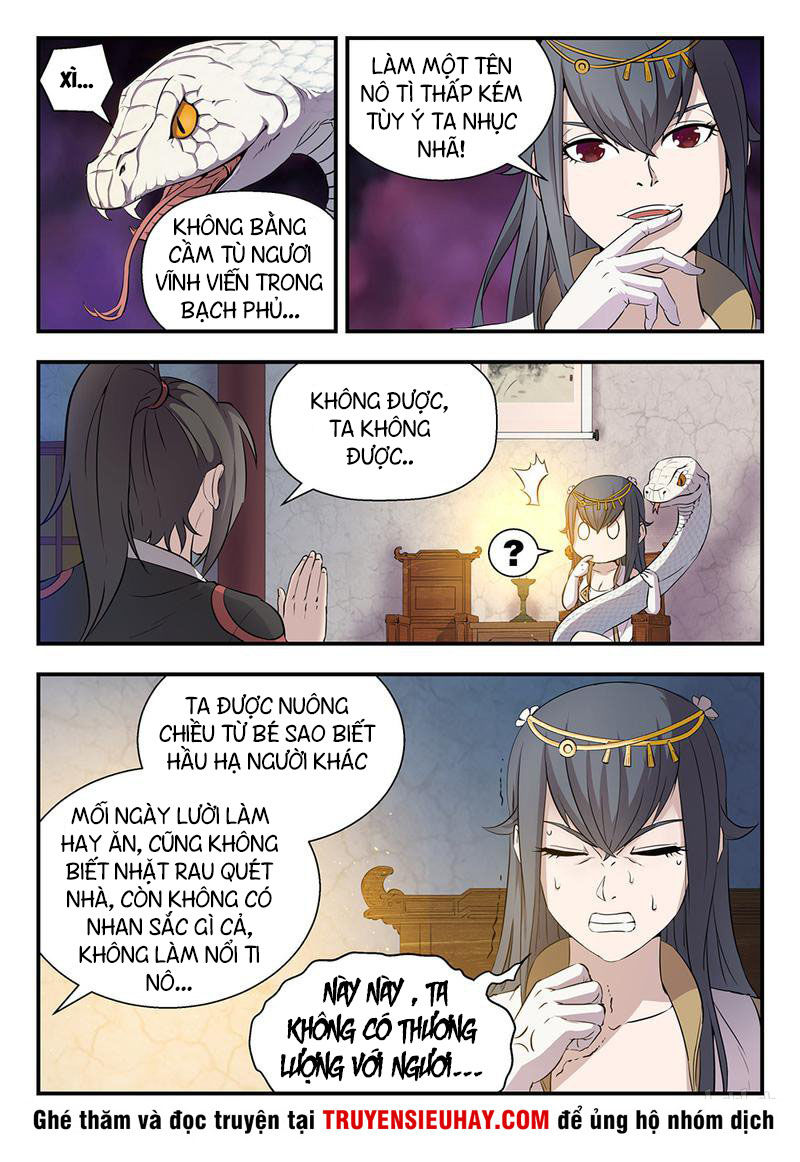 XÌ...
KHÔNG BẰNG
CẦM TÙ NGƯƠI
VĨNH VIỄN TRONG
BẠCH PHỦ...
LÀM MỘT TÊN
NÔ TÌ THẤP KÉM
TÙY Ý TA NHỤC
NHÃ!
KHÔNG ĐƯỢC,
TA KHÔNG
ĐƯỢC..
?
TA ĐƯỢC NUÔNG
CHIỀU TỪ BÉ SAO BIẾT
HẦU HẠ NGƯỜI KHÁC
MỐI NGÀY LƯỜI LÀM
HAY ĂN, CŨNG KHÔNG
BIẾT NHẶT RAU QUÉT
NHÀ, CÒN KHÔNG CÓ
NHAN SẮC GÌ CẢ,
KHÔNG LÀM NỔI TI
NÔ...
NÀY NÀY , TA
KHÔNG CÓ THƯƠNG
LƯỢNG VỚI NGƯƠI...
Ghé thăm và đọc truyện tại TRUYENSIEUHAY.COM để ủng hộ nhóm dịch